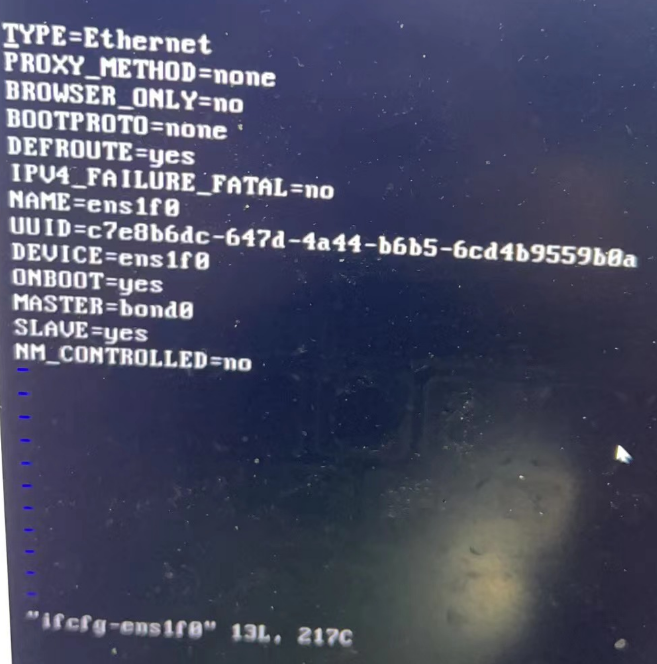 TYPE=Ethernet
PROXY_METHOD=none
BROWSER_ONLY=no
BOOTPROTO=none
DEFROUTE=yes
IPV4_FAILURE_FATAL=no
NAME=ens1f0
UUID=c7e8b6dc-647d-4a44-b6b5-6cd4b9559b0a
DEVICE=ens1f0
ONBOOT=yes
MASTER=bond0
SLAVE=yes
NM_CONTROLLED=no
"ifcfg-ens1f0" 13L, 217C